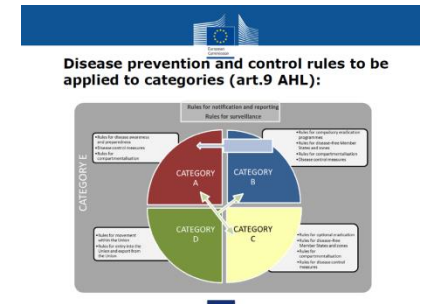 European
Commission
Disease prevention and control rules to be
applied to categories (art.9 AHL):
Rules for notification and reporting
Rules for surveillance
CATEGORY E
•Rules for disease awareness
and preparedness
•Disease control measures
•Rules for
compartmentalisation
•Rules for compulsory eradication
programmes
•Rules for disease-free Member
States and zones
•Rules for compartmentalisation
•Disease control measures
CATEGORY
A
CATEGORY
B
CATEGORY
D
CATEGORY
C
•Rules for movement
within the Union
•Rules for entry into the
Union and export from
the Union
•Rules for optional eradication
•Rules for disease-free
Member States and zones
•Rules for
compartmentalisation
•Rules for disease control
measures